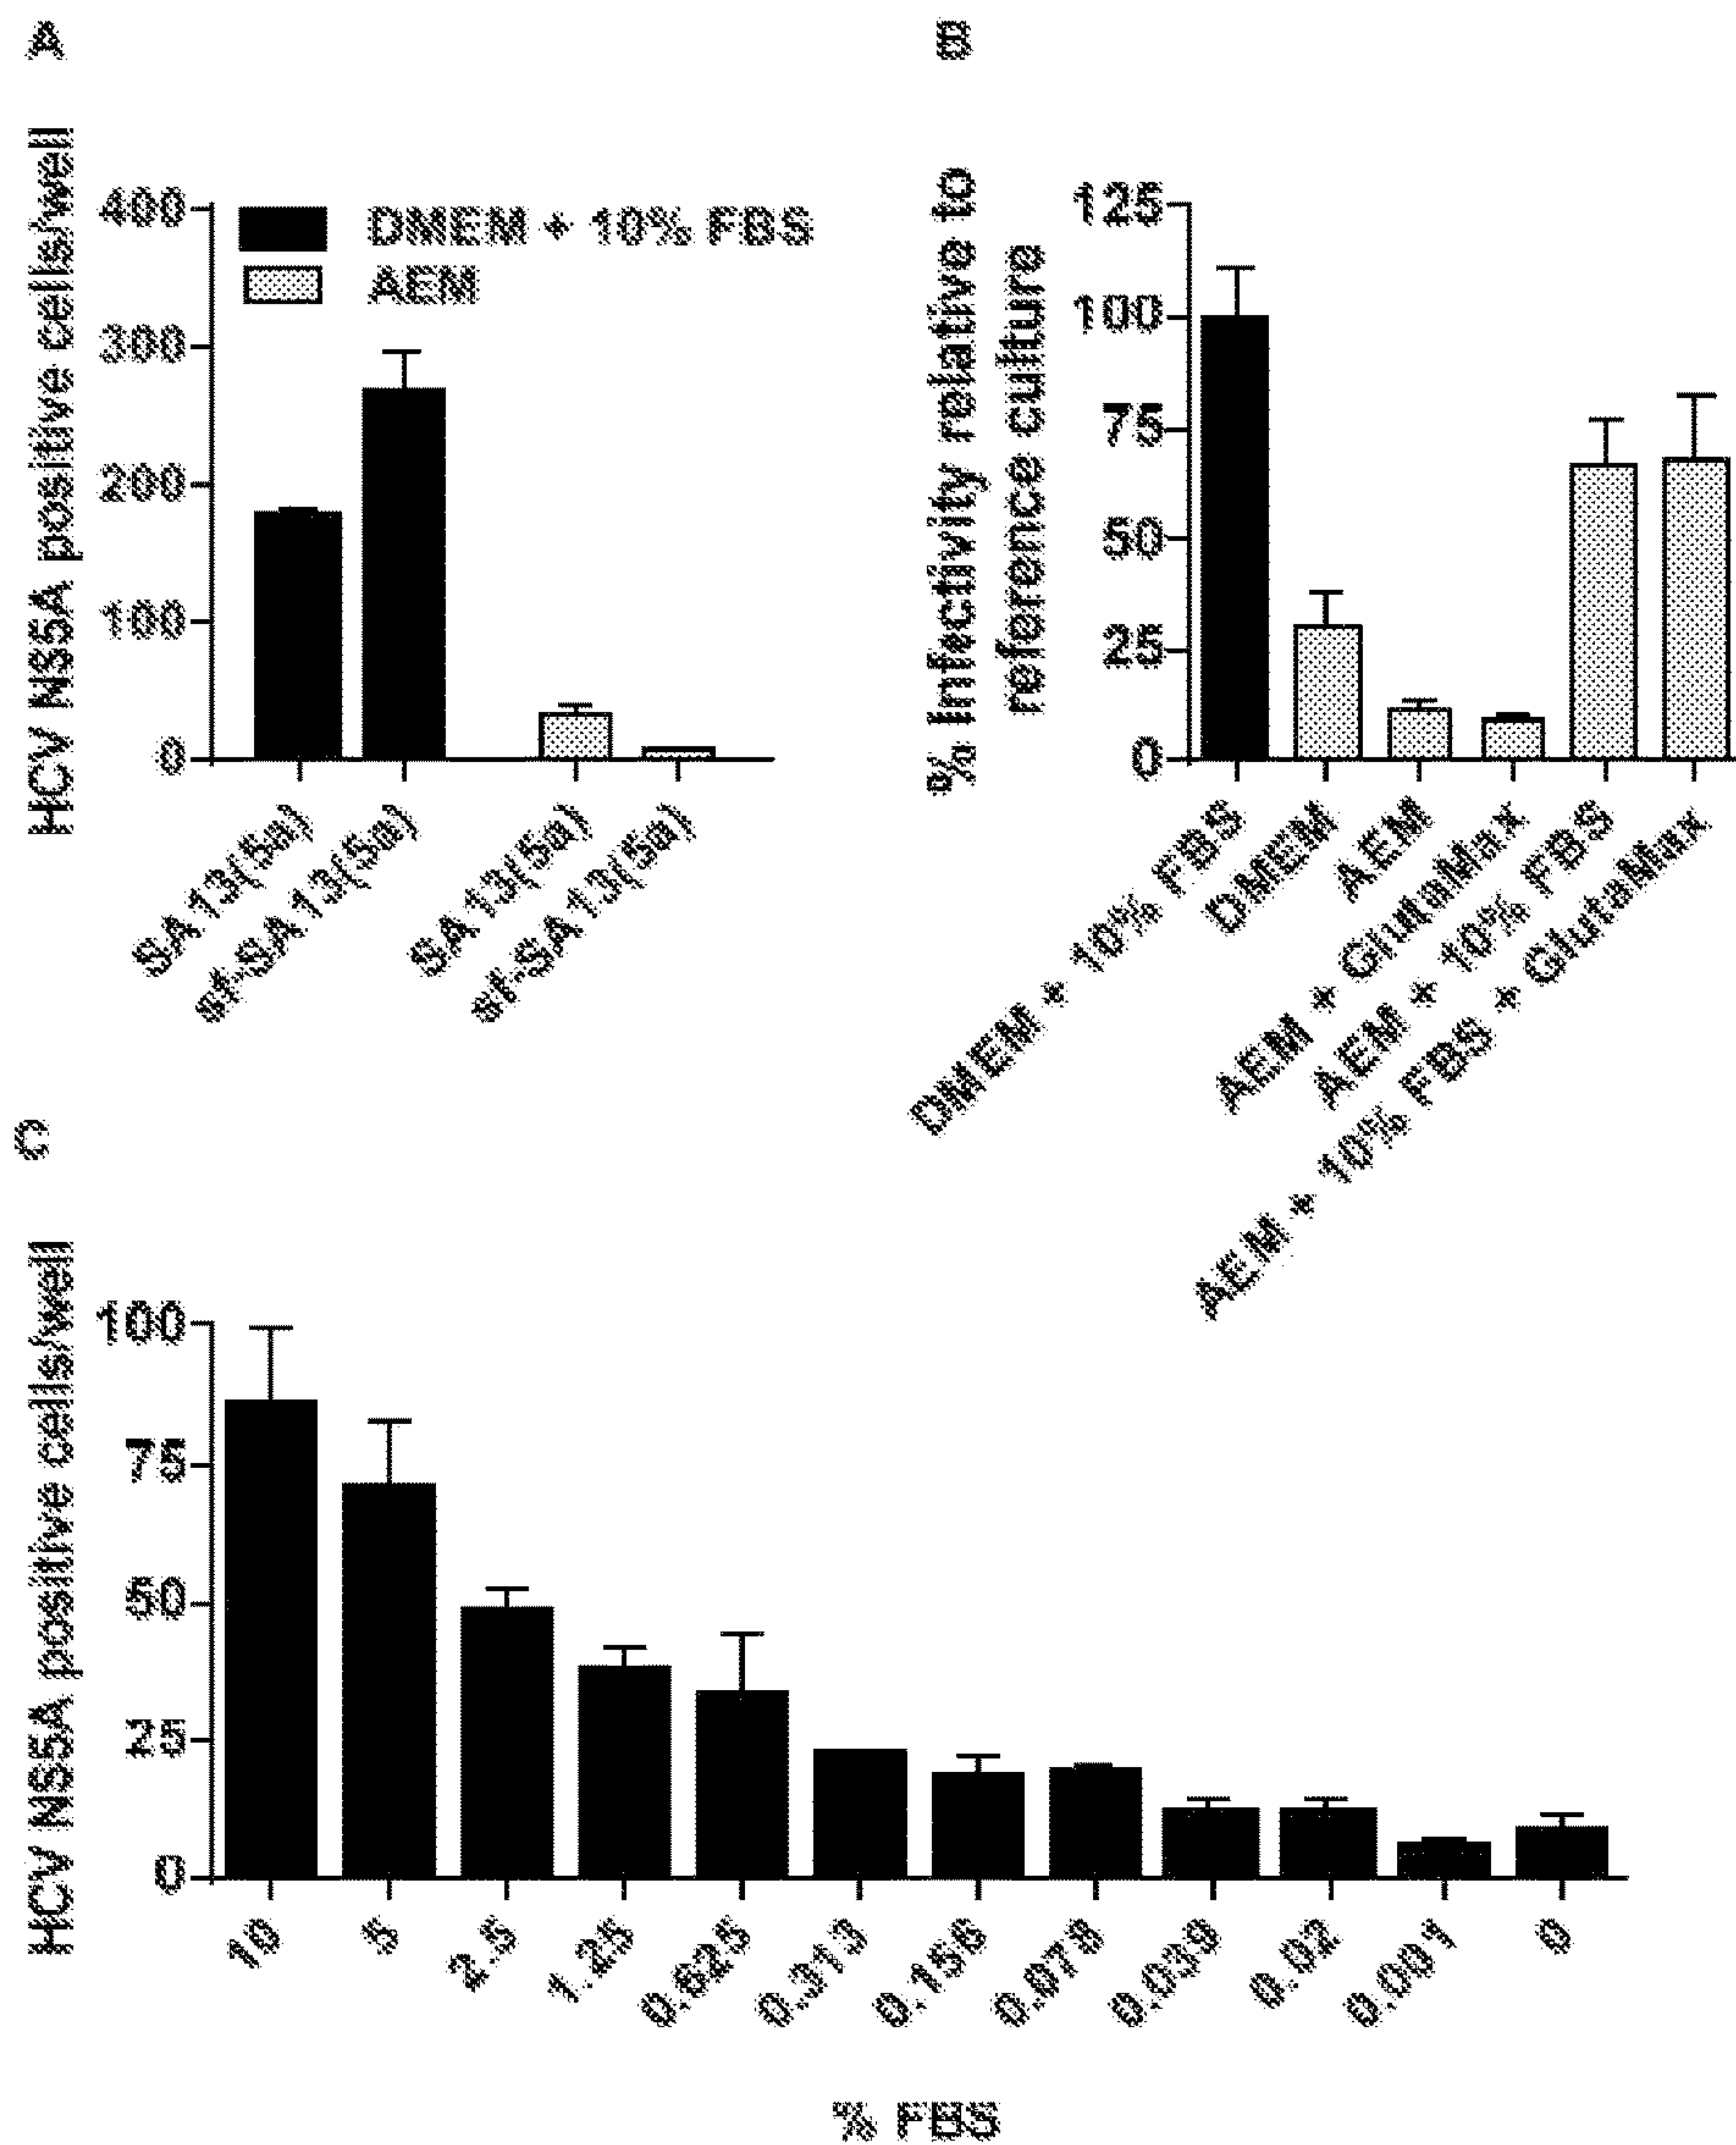 A
HCV NS5A positive cells/well
400
300
200
100
0
DMEM + 10% FBS
AEM
SA13(5a)
sf-SA13(5a)
SA13(5a)
sf-SA13(5a)
B
% Infectivity relative to
reference culture
125
100
75
50
25
0
DMEM + 10% FBS
DMEM
AEM
AEM + GlutaMax
AEM + 10% FBS
AEM + 10% FBS + GlutaMax
C
HCV NS5A positive cells/well
100
75
50
25
0
10
5
2.5
1.25
0.625
0.313
0.156
0.078
0.039
0.02
0.001
0
% FBS